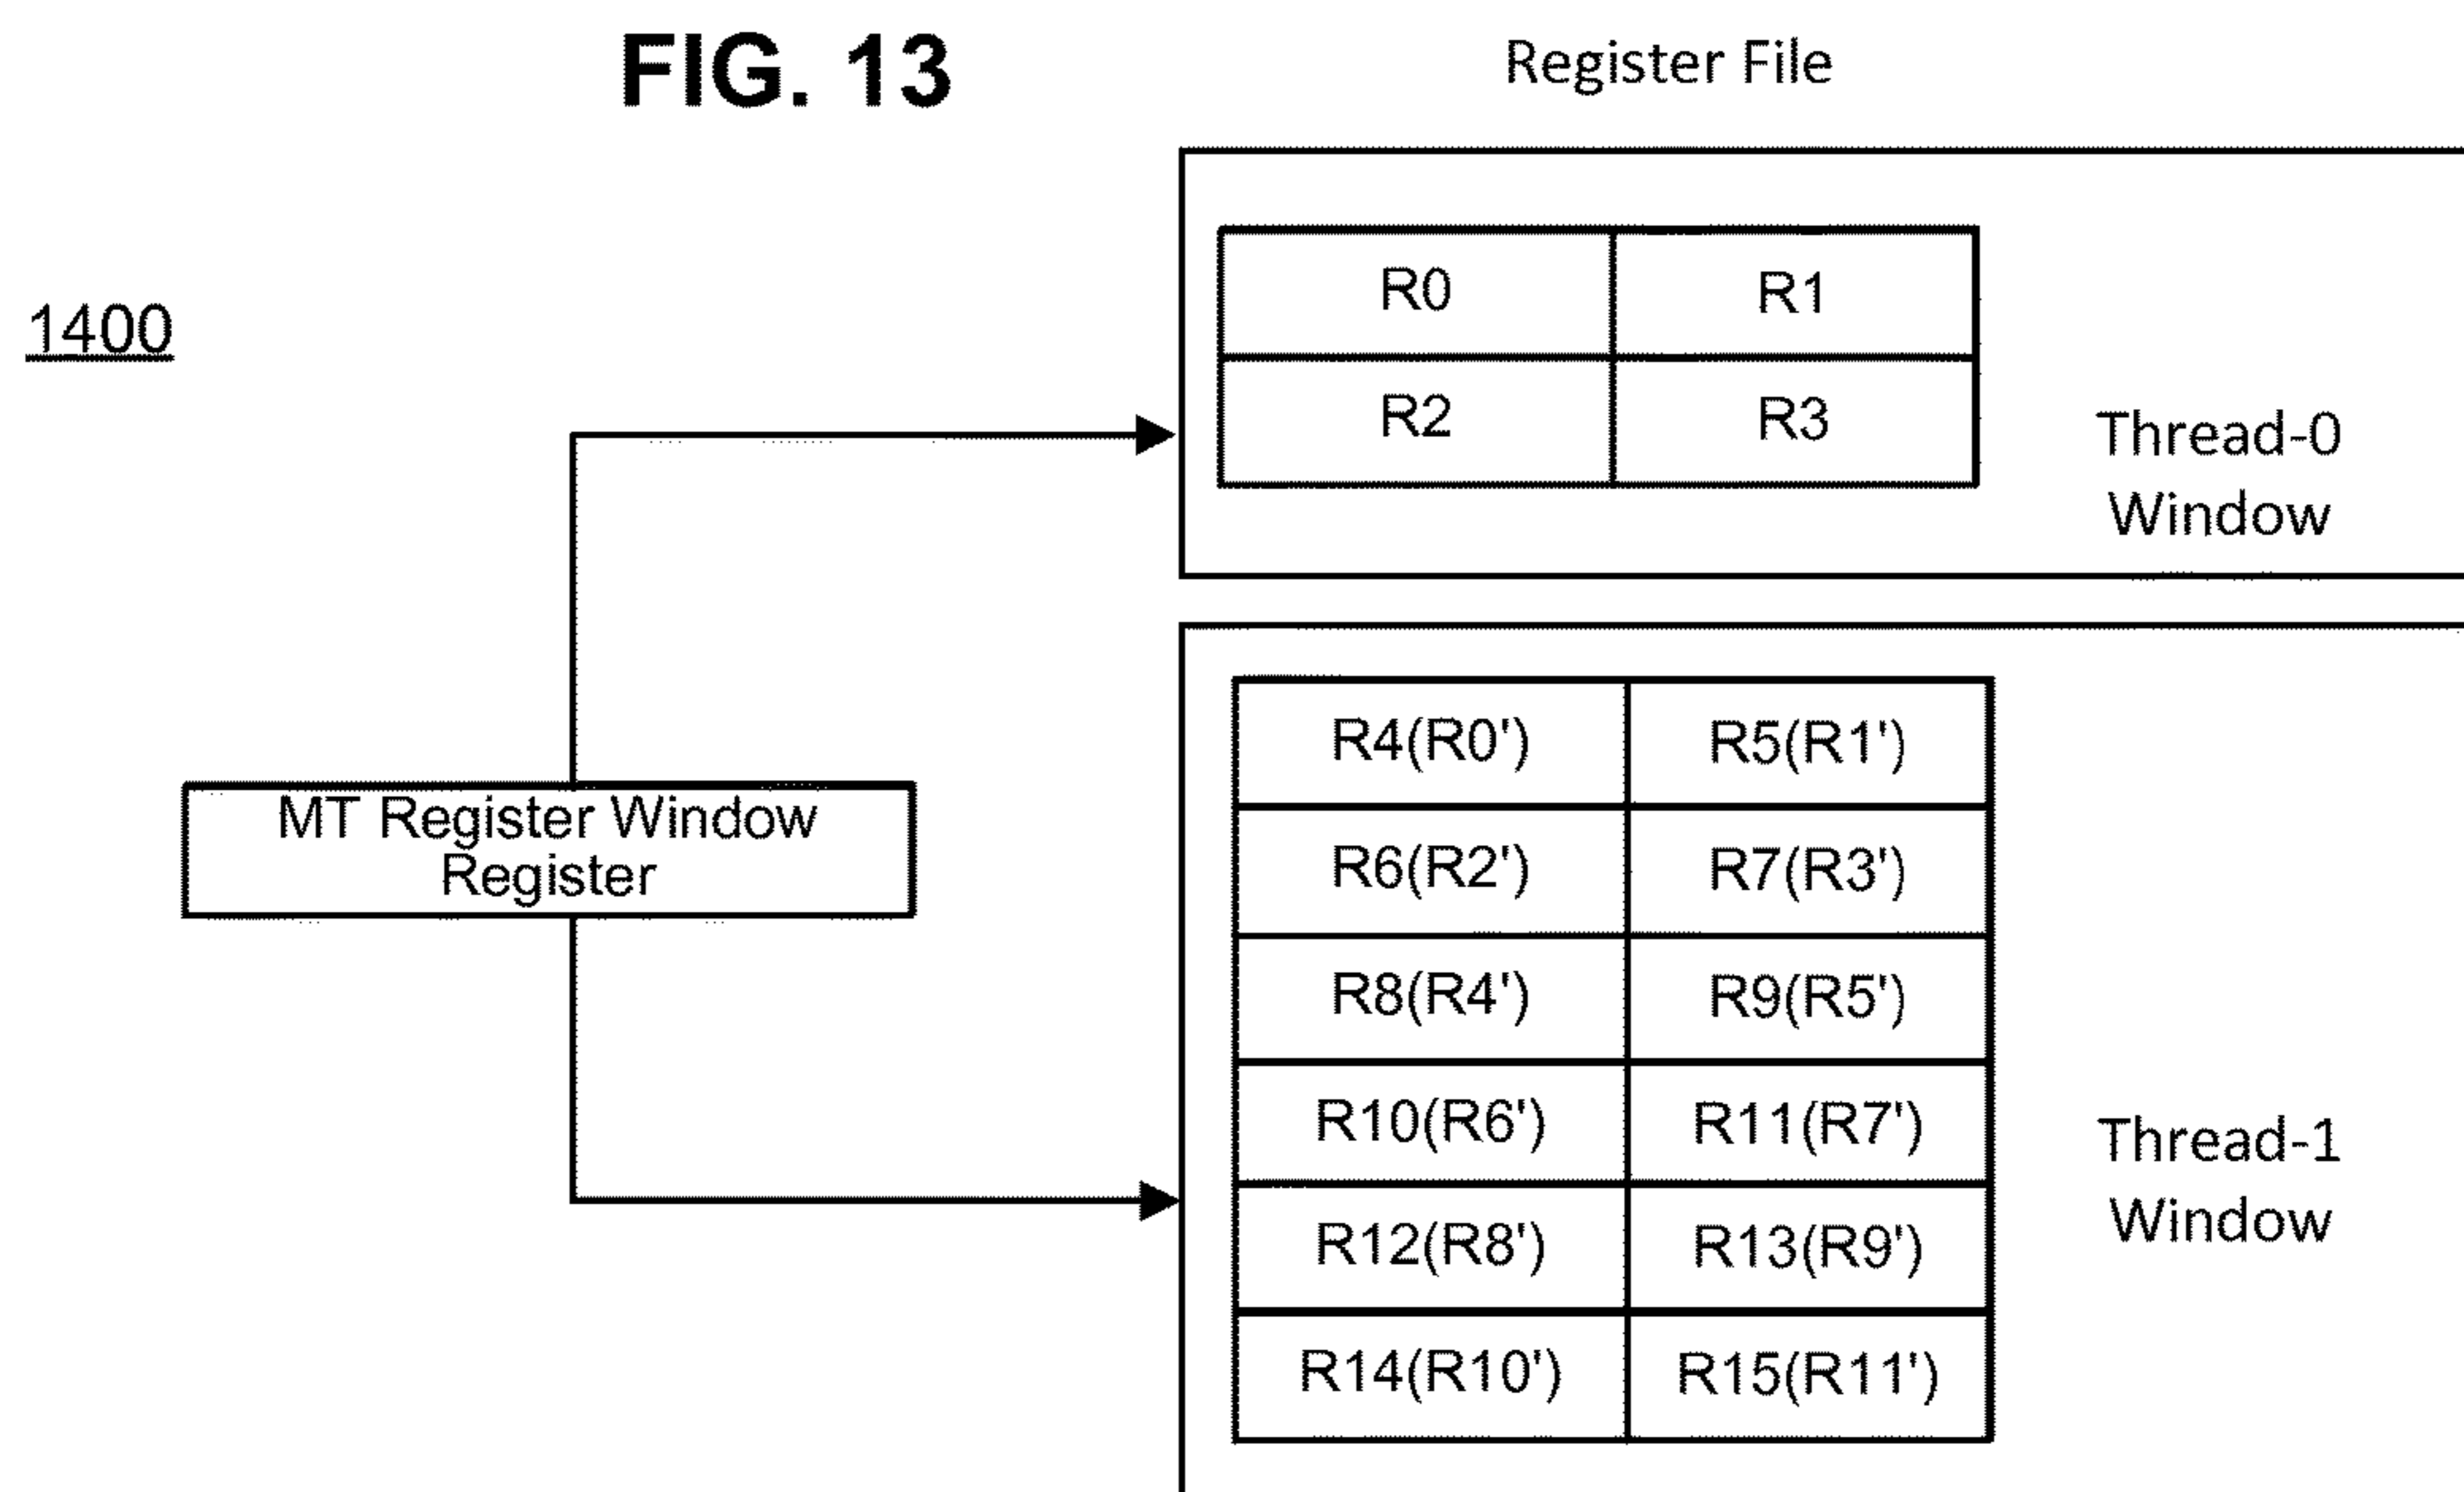 FIG. 13
Register File
1400
R0 R1
R2 R3
Thread-0
Window
MT Register Window
Register
R4(R0') R5(R1')
R6(R2') R7(R3')
R8(R4') R9(R5')
R10(R6') R11(R7')
R12(R8') R13(R9')
R14(R10') R15(R11')
Thread-1
Window